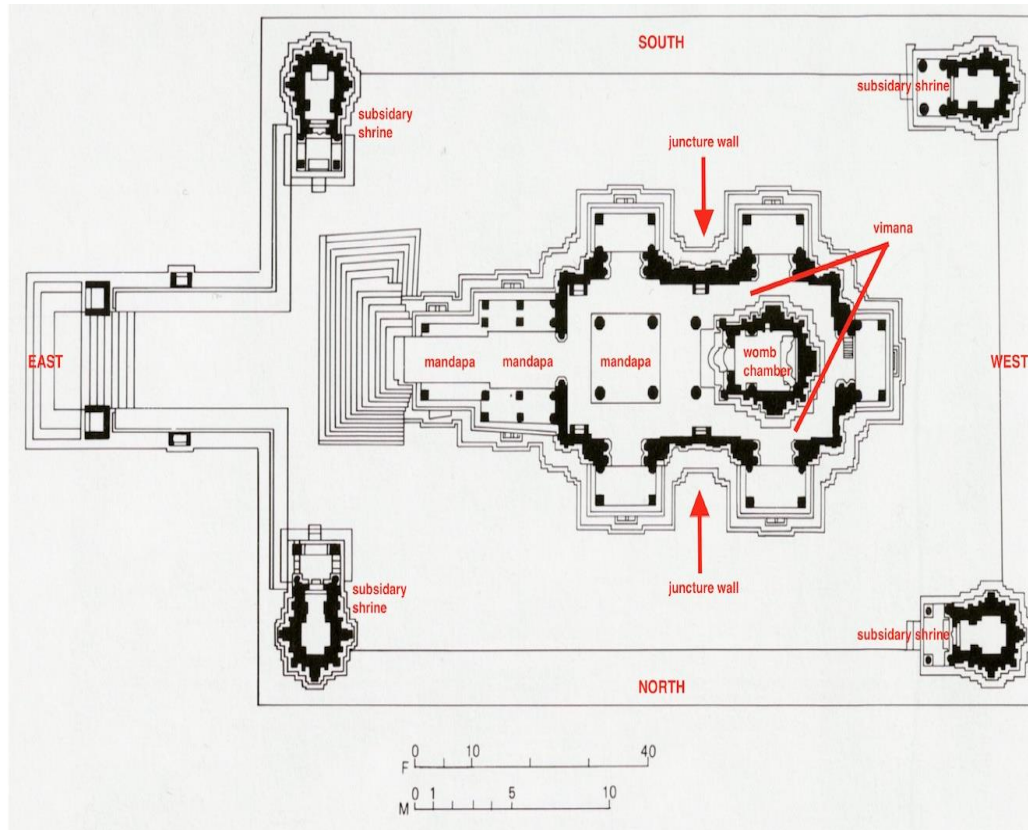 SOUTH
subsidary
shrine
subsidary shrine
juncture wall
vimana
EAST
mandapa
mandapa
mandapa
womb
chamber
WEST
subsidary
shrine
juncture wall
subsidary shrine
NORTH
0 10 40
F
0 1 5 10
M